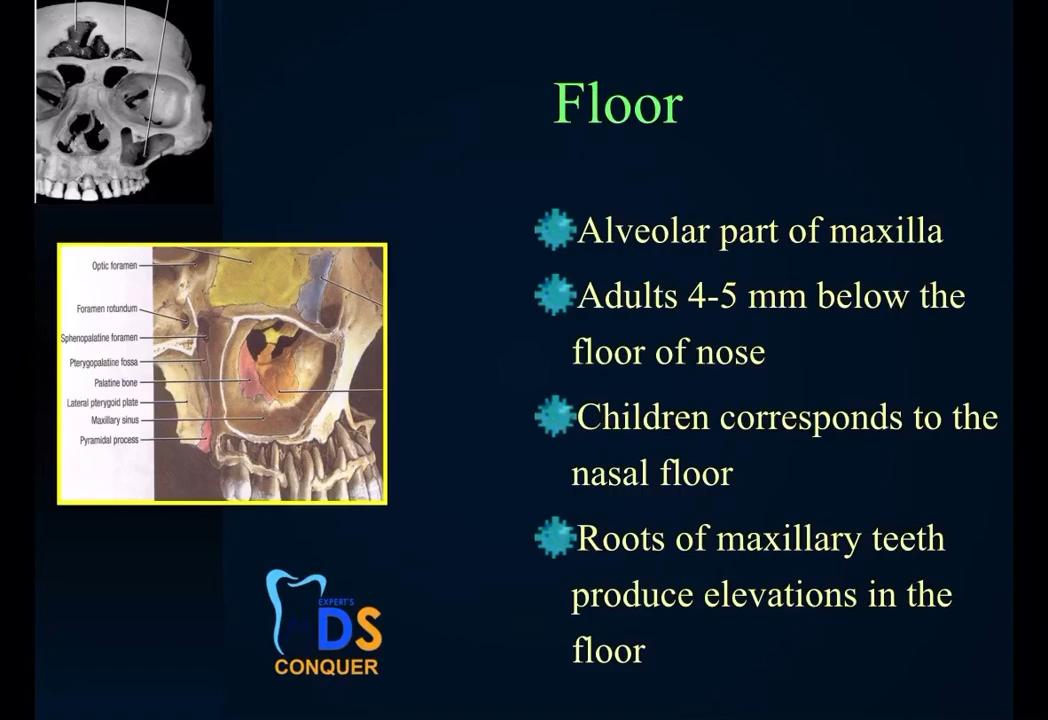 Floor
Alveolar part of maxilla
Adults 4-5 mm below the
floor of nose
Children corresponds to the
nasal floor
Roots of maxillary teeth
produce elevations in the
floor
Optic foramen
Foramen rotundum
Sphenopalatine foramen
Pterygopalatine fossa
Palatine bone
Lateral pterygoid plate
Maxillary sinus
Pyramidal process
EXPERT'S
DS
CONQUER